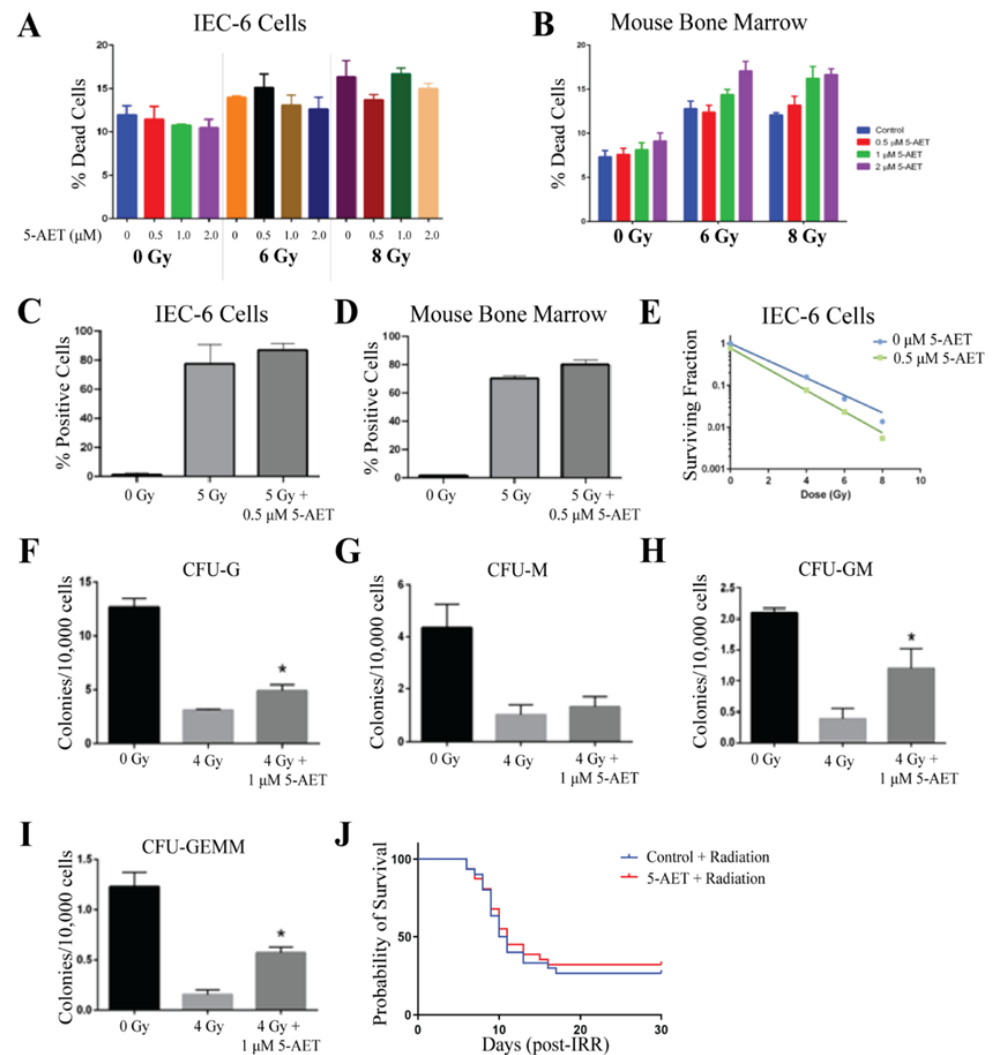 A
IEC-6 Cells
% Dead Cells
20
15
10
5
0
5-AET (μM)
0 0.5 1.0 2.0 0 0.5 1.0 2.0 0 0.5 1.0 2.0
0 Gy 6 Gy 8 Gy
B
Mouse Bone Marrow
% Dead Cells
20
15
10
5
0
0 Gy 6 Gy 8 Gy
Control
0.5 μM 5-AET
1 μM 5-AET
2 μM 5-AET
C
IEC-6 Cells
% Positive Cells
100
80
60
40
20
0
0 Gy 5 Gy 5 Gy +
0.5 μM 5-AET
D
Mouse Bone Marrow
% Positive Cells
100
80
60
40
20
0
0 Gy 5 Gy 5 Gy +
0.5 μM 5-AET
E
IEC-6 Cells
0 μM 5-AET
0.5 μM 5-AET
Surviving Fraction
1
0.1
0.01
0.001
0 2 4 6 8 10
Dose (Gy)
F
CFU-G
Colonies/10,000 cells
15
10
5
0
*
0 Gy 4 Gy 4 Gy +
1 μM 5-AET
G
CFU-M
Colonies/10,000 cells
6
4
2
0
0 Gy 4 Gy 4 Gy +
1 μM 5-AET
H
CFU-GM
Colonies/10,000 cells
2.5
2.0
1.5
1.0
0.5
0.0
*
0 Gy 4 Gy 4 Gy +
1 μM 5-AET
I
CFU-GEMM
Colonies/10,000 cells
1.5
1.0
0.5
0.0
*
0 Gy 4 Gy 4 Gy +
1 μM 5-AET
J
Probability of Survival
100
50
0
0 10 20 30
Days (post-IRR)
Control + Radiation
5-AET + Radiation